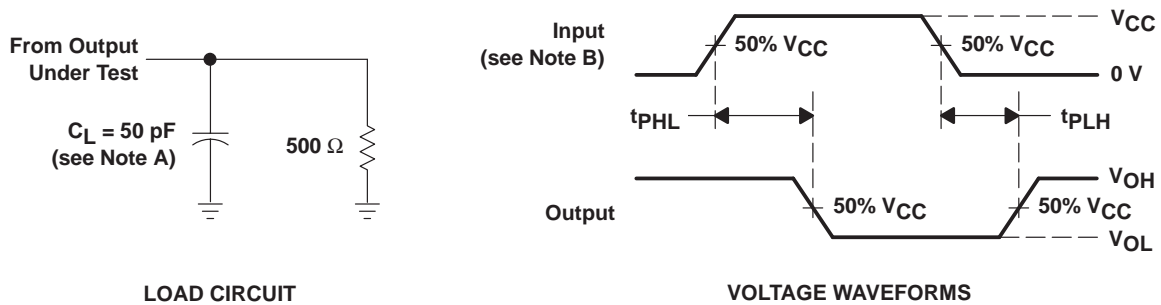 From Output
Under Test
C_L = 50 pF
(see Note A)
500 Ω
LOAD CIRCUIT
Input
(see Note B)
50% V_CC
50% V_CC
V_CC
0 V
t_PHL
t_PLH
Output
50% V_CC
50% V_CC
V_OH
V_OL
VOLTAGE WAVEFORMS